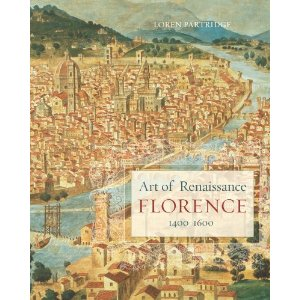 LOREN PARTRIDGE
Art of Renaissance
FLORENCE
1400 1600